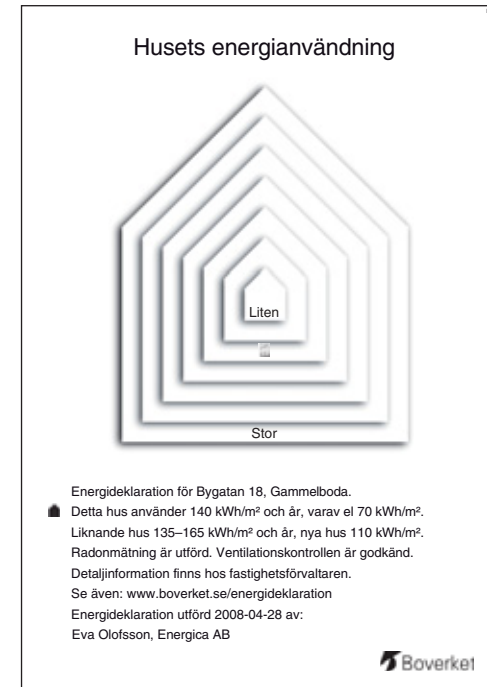 Husets energianvändning
Liten
Stor
Energideklaration för Bygatan 18, Gammelboda.
Detta hus använder 140 kWh/m² och år, varav el 70 kWh/m².
Liknande hus 135–165 kWh/m² och år, nya hus 110 kWh/m².
Radonmätning är utförd. Ventilationskontrollen är godkänd.
Detaljinformation finns hos fastighetsförvaltaren.
Se även: www.boverket.se/energideklaration
Energideklaration utförd 2008-04-28 av:
Eva Olofsson, Energica AB
Boverket